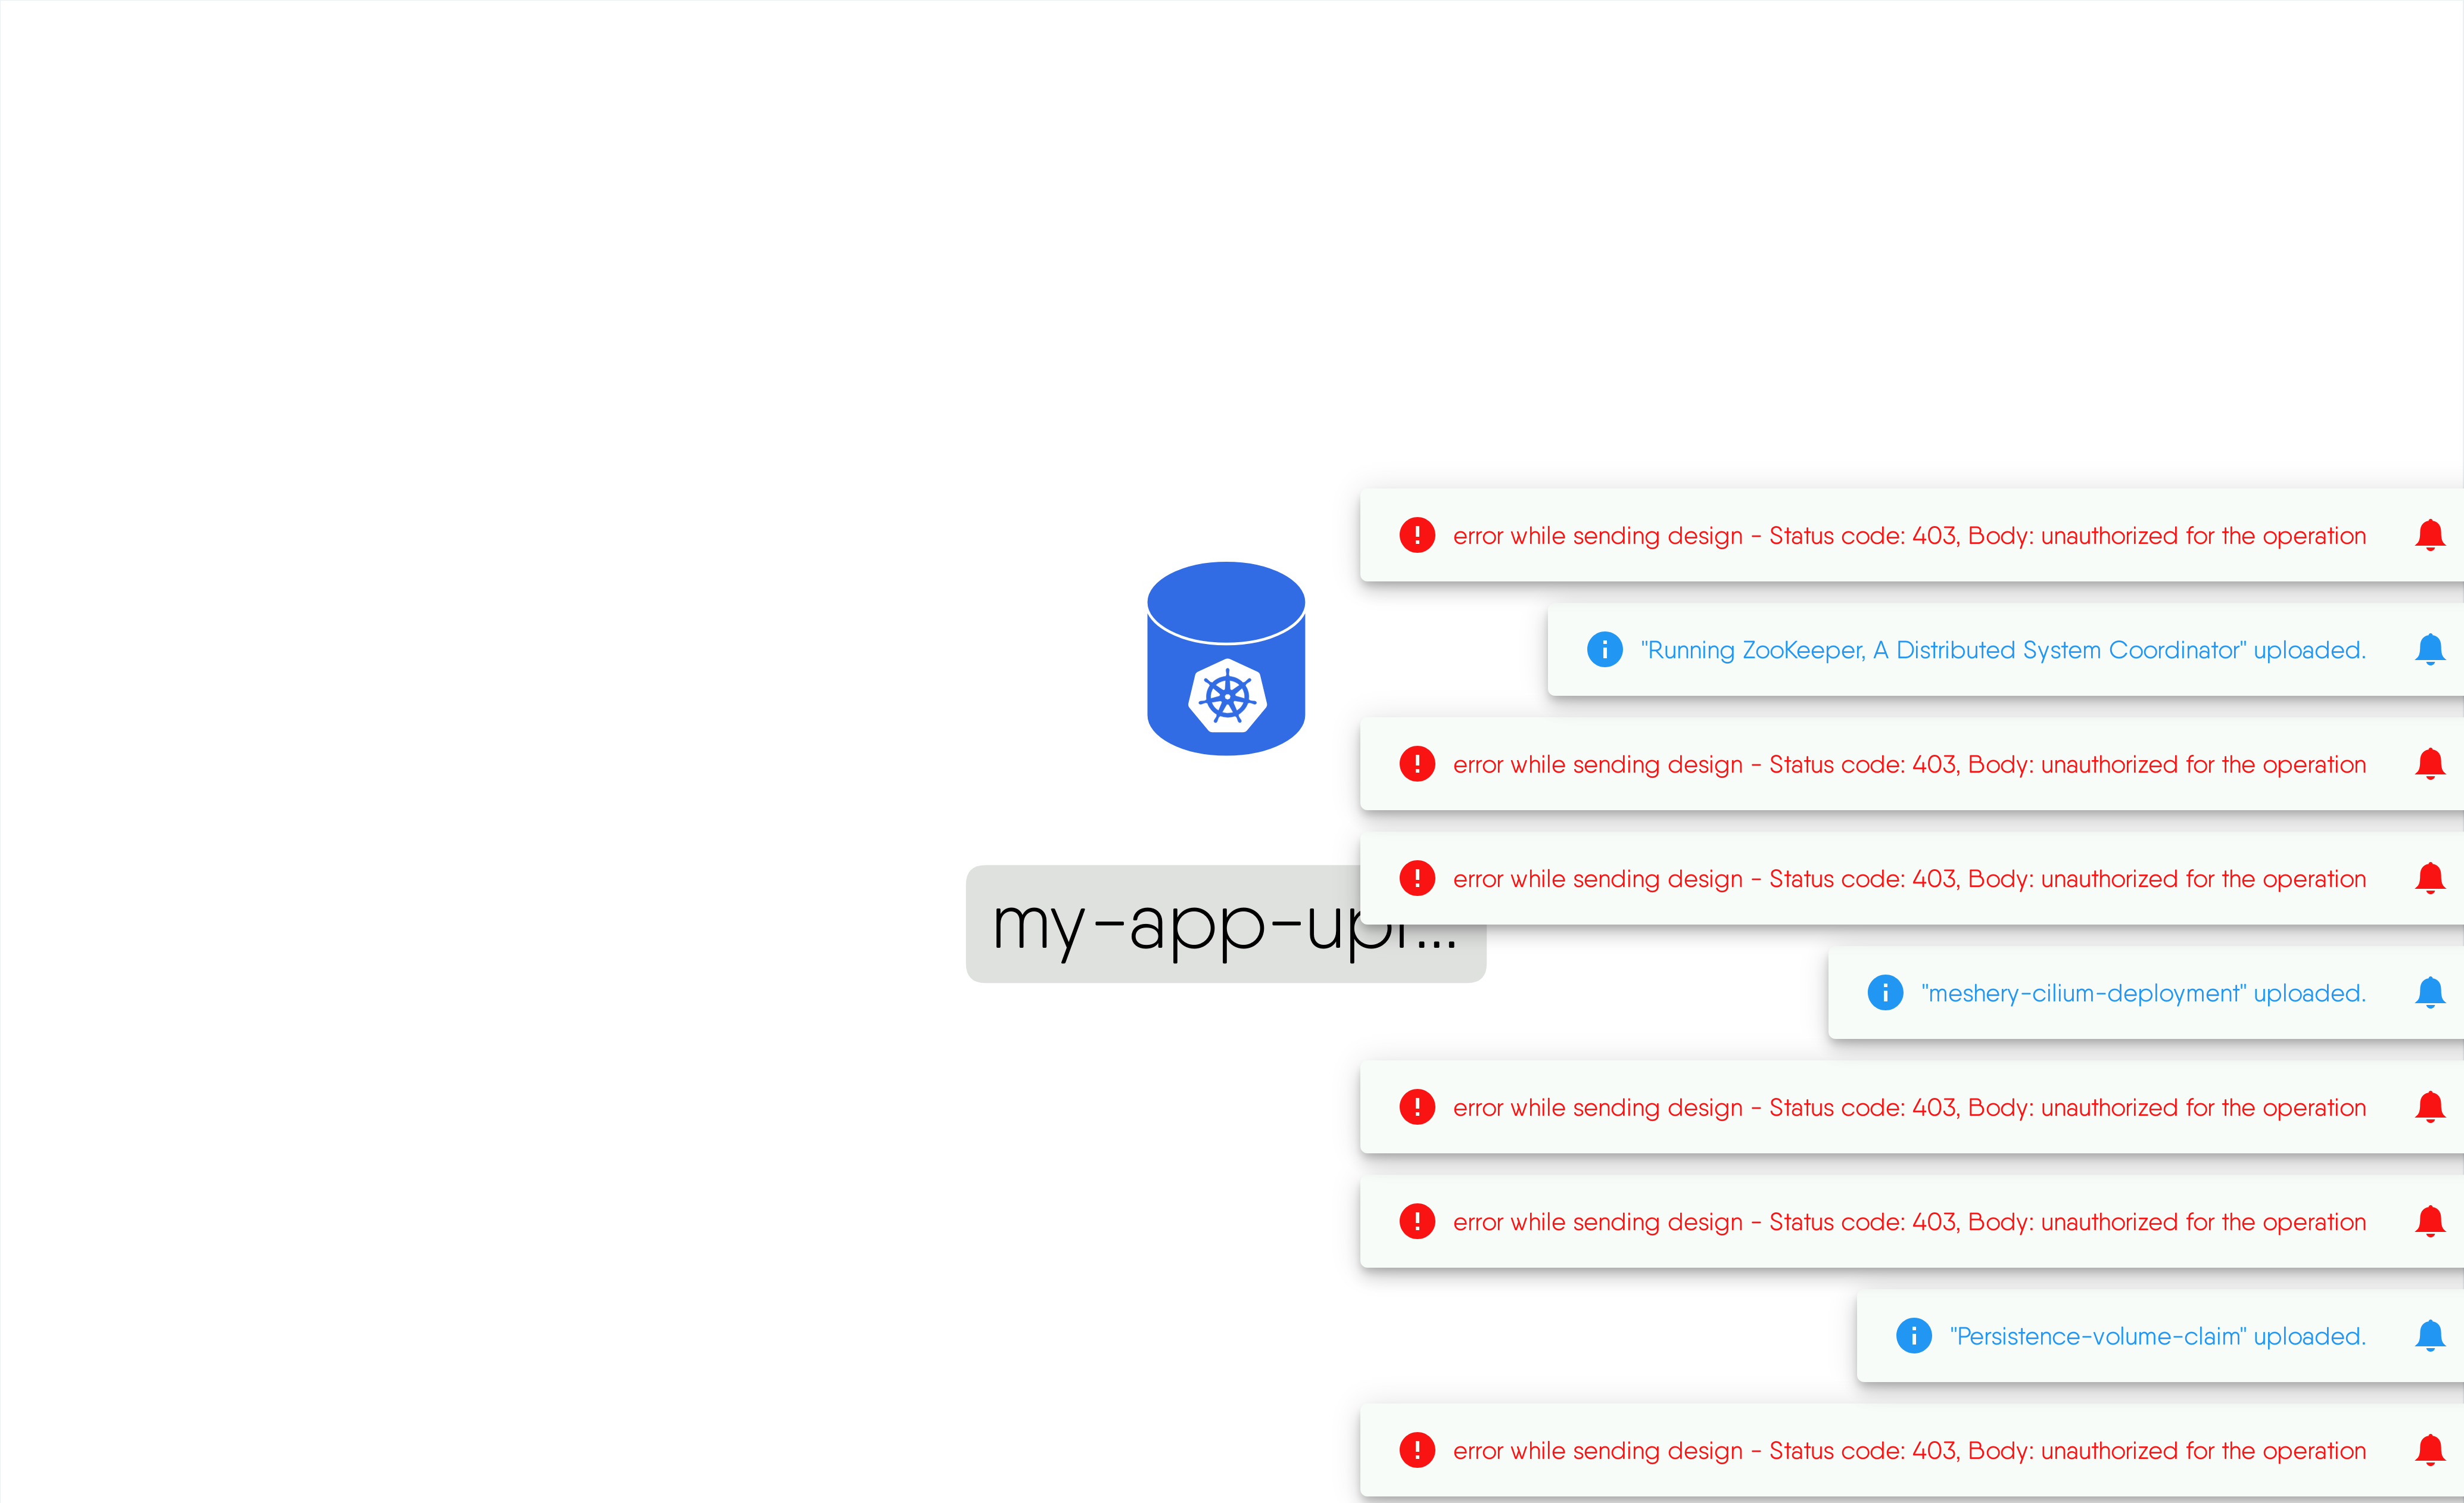 error while sending design - Status code: 403, Body: unauthorized for the operation
"Running ZooKeeper, A Distributed System Coordinator" uploaded.
error while sending design - Status code: 403, Body: unauthorized for the operation
error while sending design - Status code: 403, Body: unauthorized for the operation
my-app-upr...
"meshery-cilium-deployment" uploaded.
error while sending design - Status code: 403, Body: unauthorized for the operation
error while sending design - Status code: 403, Body: unauthorized for the operation
"Persistence-volume-claim" uploaded.
error while sending design - Status code: 403, Body: unauthorized for the operation